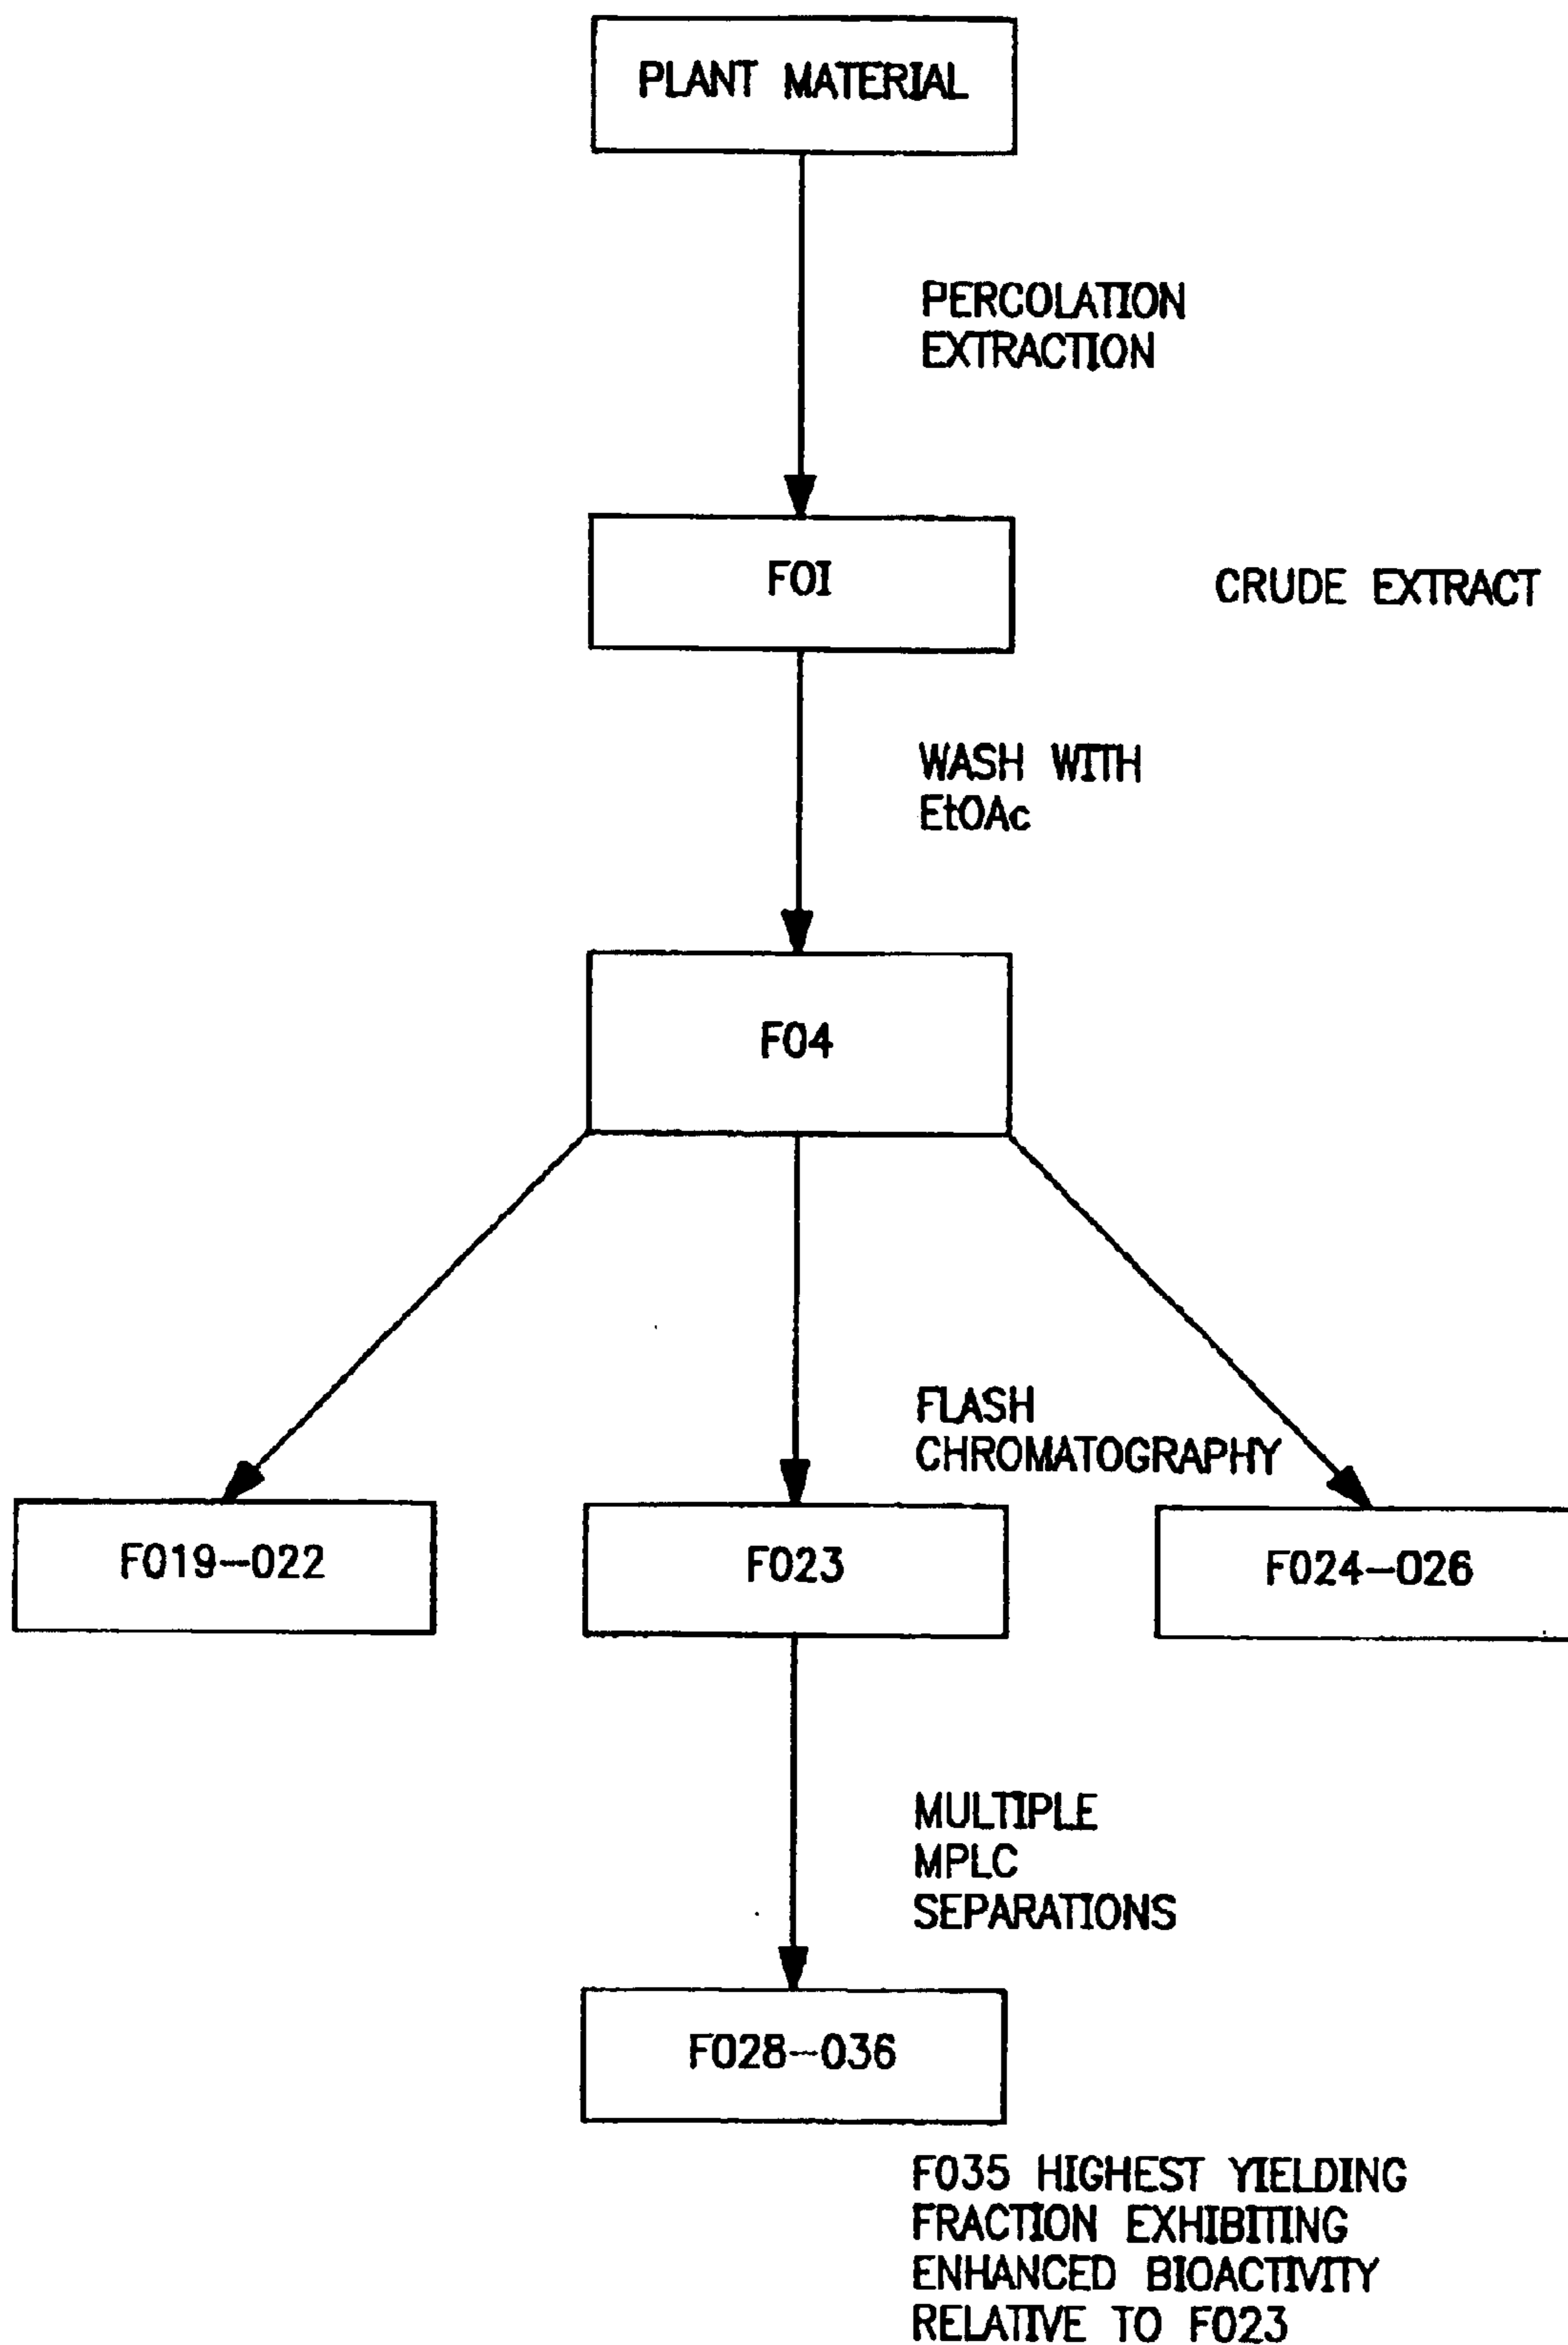 PLANT MATERIAL
PERCOLATION
EXTRACTION
FOI
CRUDE EXTRACT
WASH WITH
EtOAc
F04
FLASH
CHROMATOGRAPHY
F019-022
F023
F024-026
MULTIPLE
MPLC
SEPARATIONS
F028-036
F035 HIGHEST YIELDING
FRACTION EXHIBITING
ENHANCED BIOACTIVITY
RELATIVE TO F023